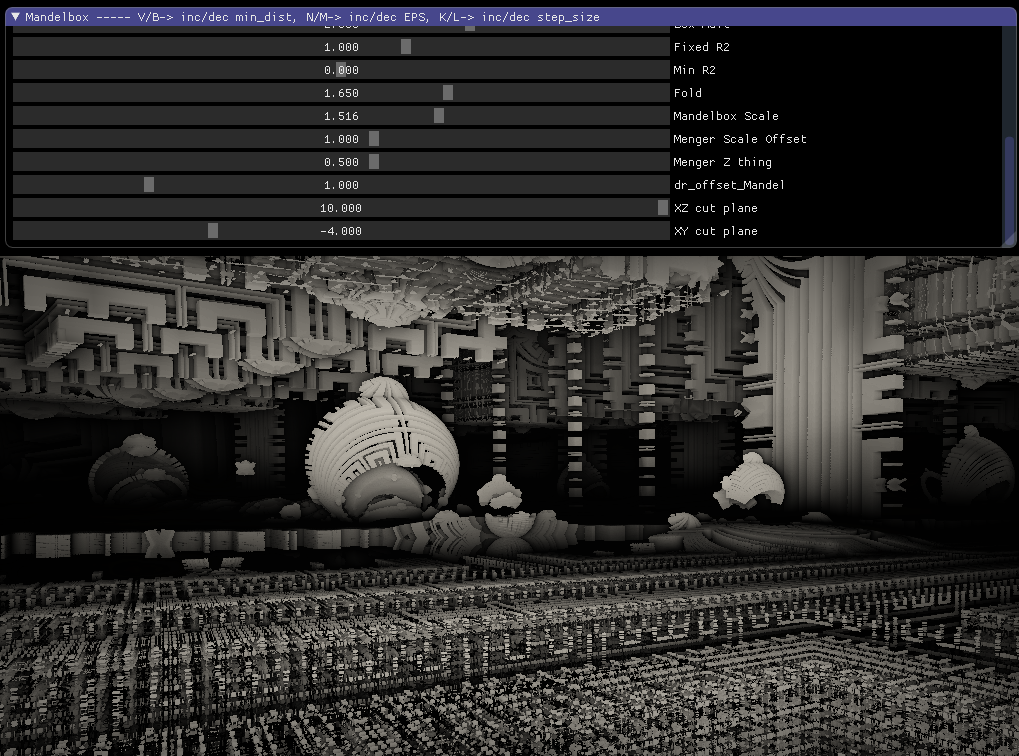 Mandelbox ----- V/B-> inc/dec min_dist, N/M-> inc/dec EPS, K/L-> inc/dec step_size
1.000 Fixed R2
0.000 Min R2
1.650 Fold
1.516 Mandelbox Scale
1.000 Menger Scale Offset
0.500 Menger Z thing
1.000 dr_offset_Mandel
10.000 XZ cut plane
-4.000 XY cut plane